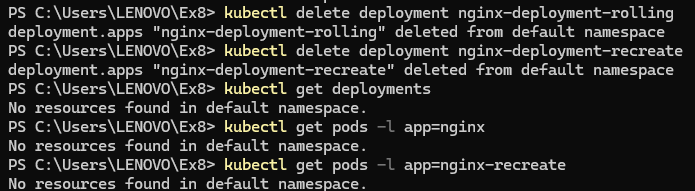 PS C:\Users\LENOVO\Ex8> kubectl delete deployment nginx-deployment-rolling
deployment.apps "nginx-deployment-rolling" deleted from default namespace
PS C:\Users\LENOVO\Ex8> kubectl delete deployment nginx-deployment-recreate
deployment.apps "nginx-deployment-recreate" deleted from default namespace
PS C:\Users\LENOVO\Ex8> kubectl get deployments
No resources found in default namespace.
PS C:\Users\LENOVO\Ex8> kubectl get pods -l app=nginx
No resources found in default namespace.
PS C:\Users\LENOVO\Ex8> kubectl get pods -l app=nginx-recreate
No resources found in default namespace.